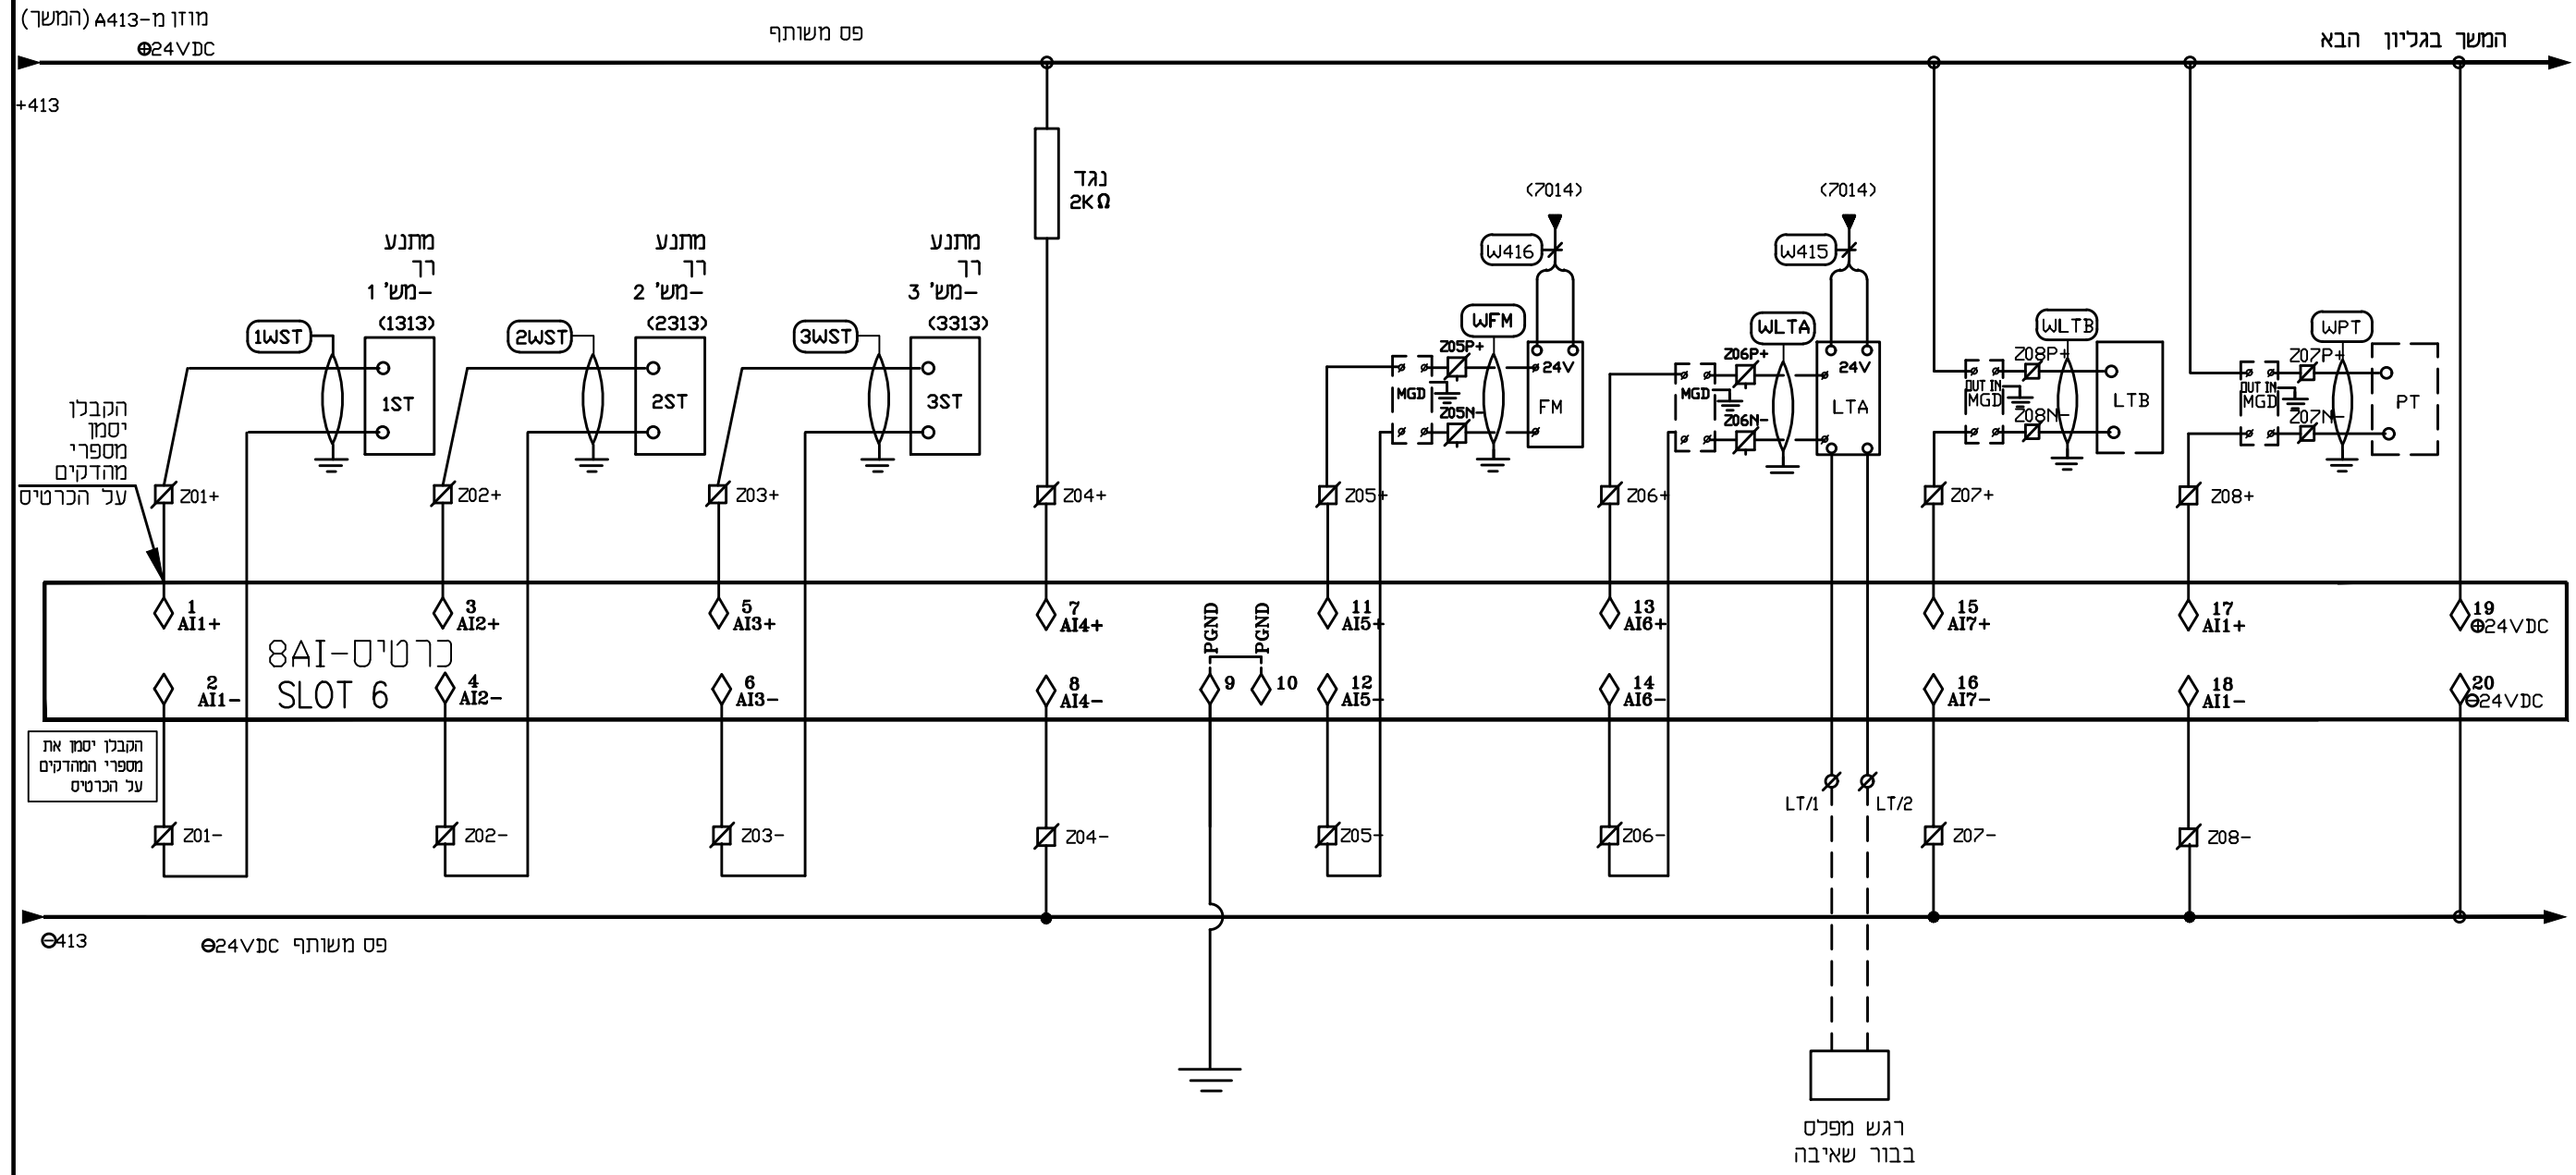 מוזן מ-A413 (המשך)
⊕24VDC
פס משותף
המשך בגליון הבא
+413
נגד
2KΩ
(7014)
(7014)
W416
W415
מתנע
רך
-מש' 1
(1313)
מתנע
רך
-מש' 2
(2313)
מתנע
רך
-מש' 3
(3313)
1WST
2WST
3WST
WFM
WLTA
WLTB
WPT
1ST
2ST
3ST
Z05P+
MGD
Z05N-
24V
FM
Z06P+
MGD
Z06N-
24V
LTA
Z08P+
OUT IN
MGD
Z08N-
LTB
Z07P+
OUT IN
MGD
Z07N-
PT
הקבלן
יסמן
מספרי
מהדקים
על הכרטיס
Z01+
Z02+
Z03+
Z04+
Z05+
Z06+
Z07+
Z08+
1
AI1+
3
AI2+
5
AI3+
7
AI4+
PGND
PGND
11
AI5+
13
AI6+
15
AI7+
17
AI1+
19
⊕24VDC
כרטיס-8AI
SLOT 6
2
AI1-
4
AI2-
6
AI3-
8
AI4-
9
10
12
AI5-
14
AI6-
16
AI7-
18
AI1-
20
⊖24VDC
הקבלן יסמן את
מספרי המהדקים
על הכרטיס
LT/1
LT/2
Z01-
Z02-
Z03-
Z04-
Z05-
Z06-
Z07-
Z08-
⊖413
⊖24VDC פס משותף
רגש מפלס
בבור שאיבה